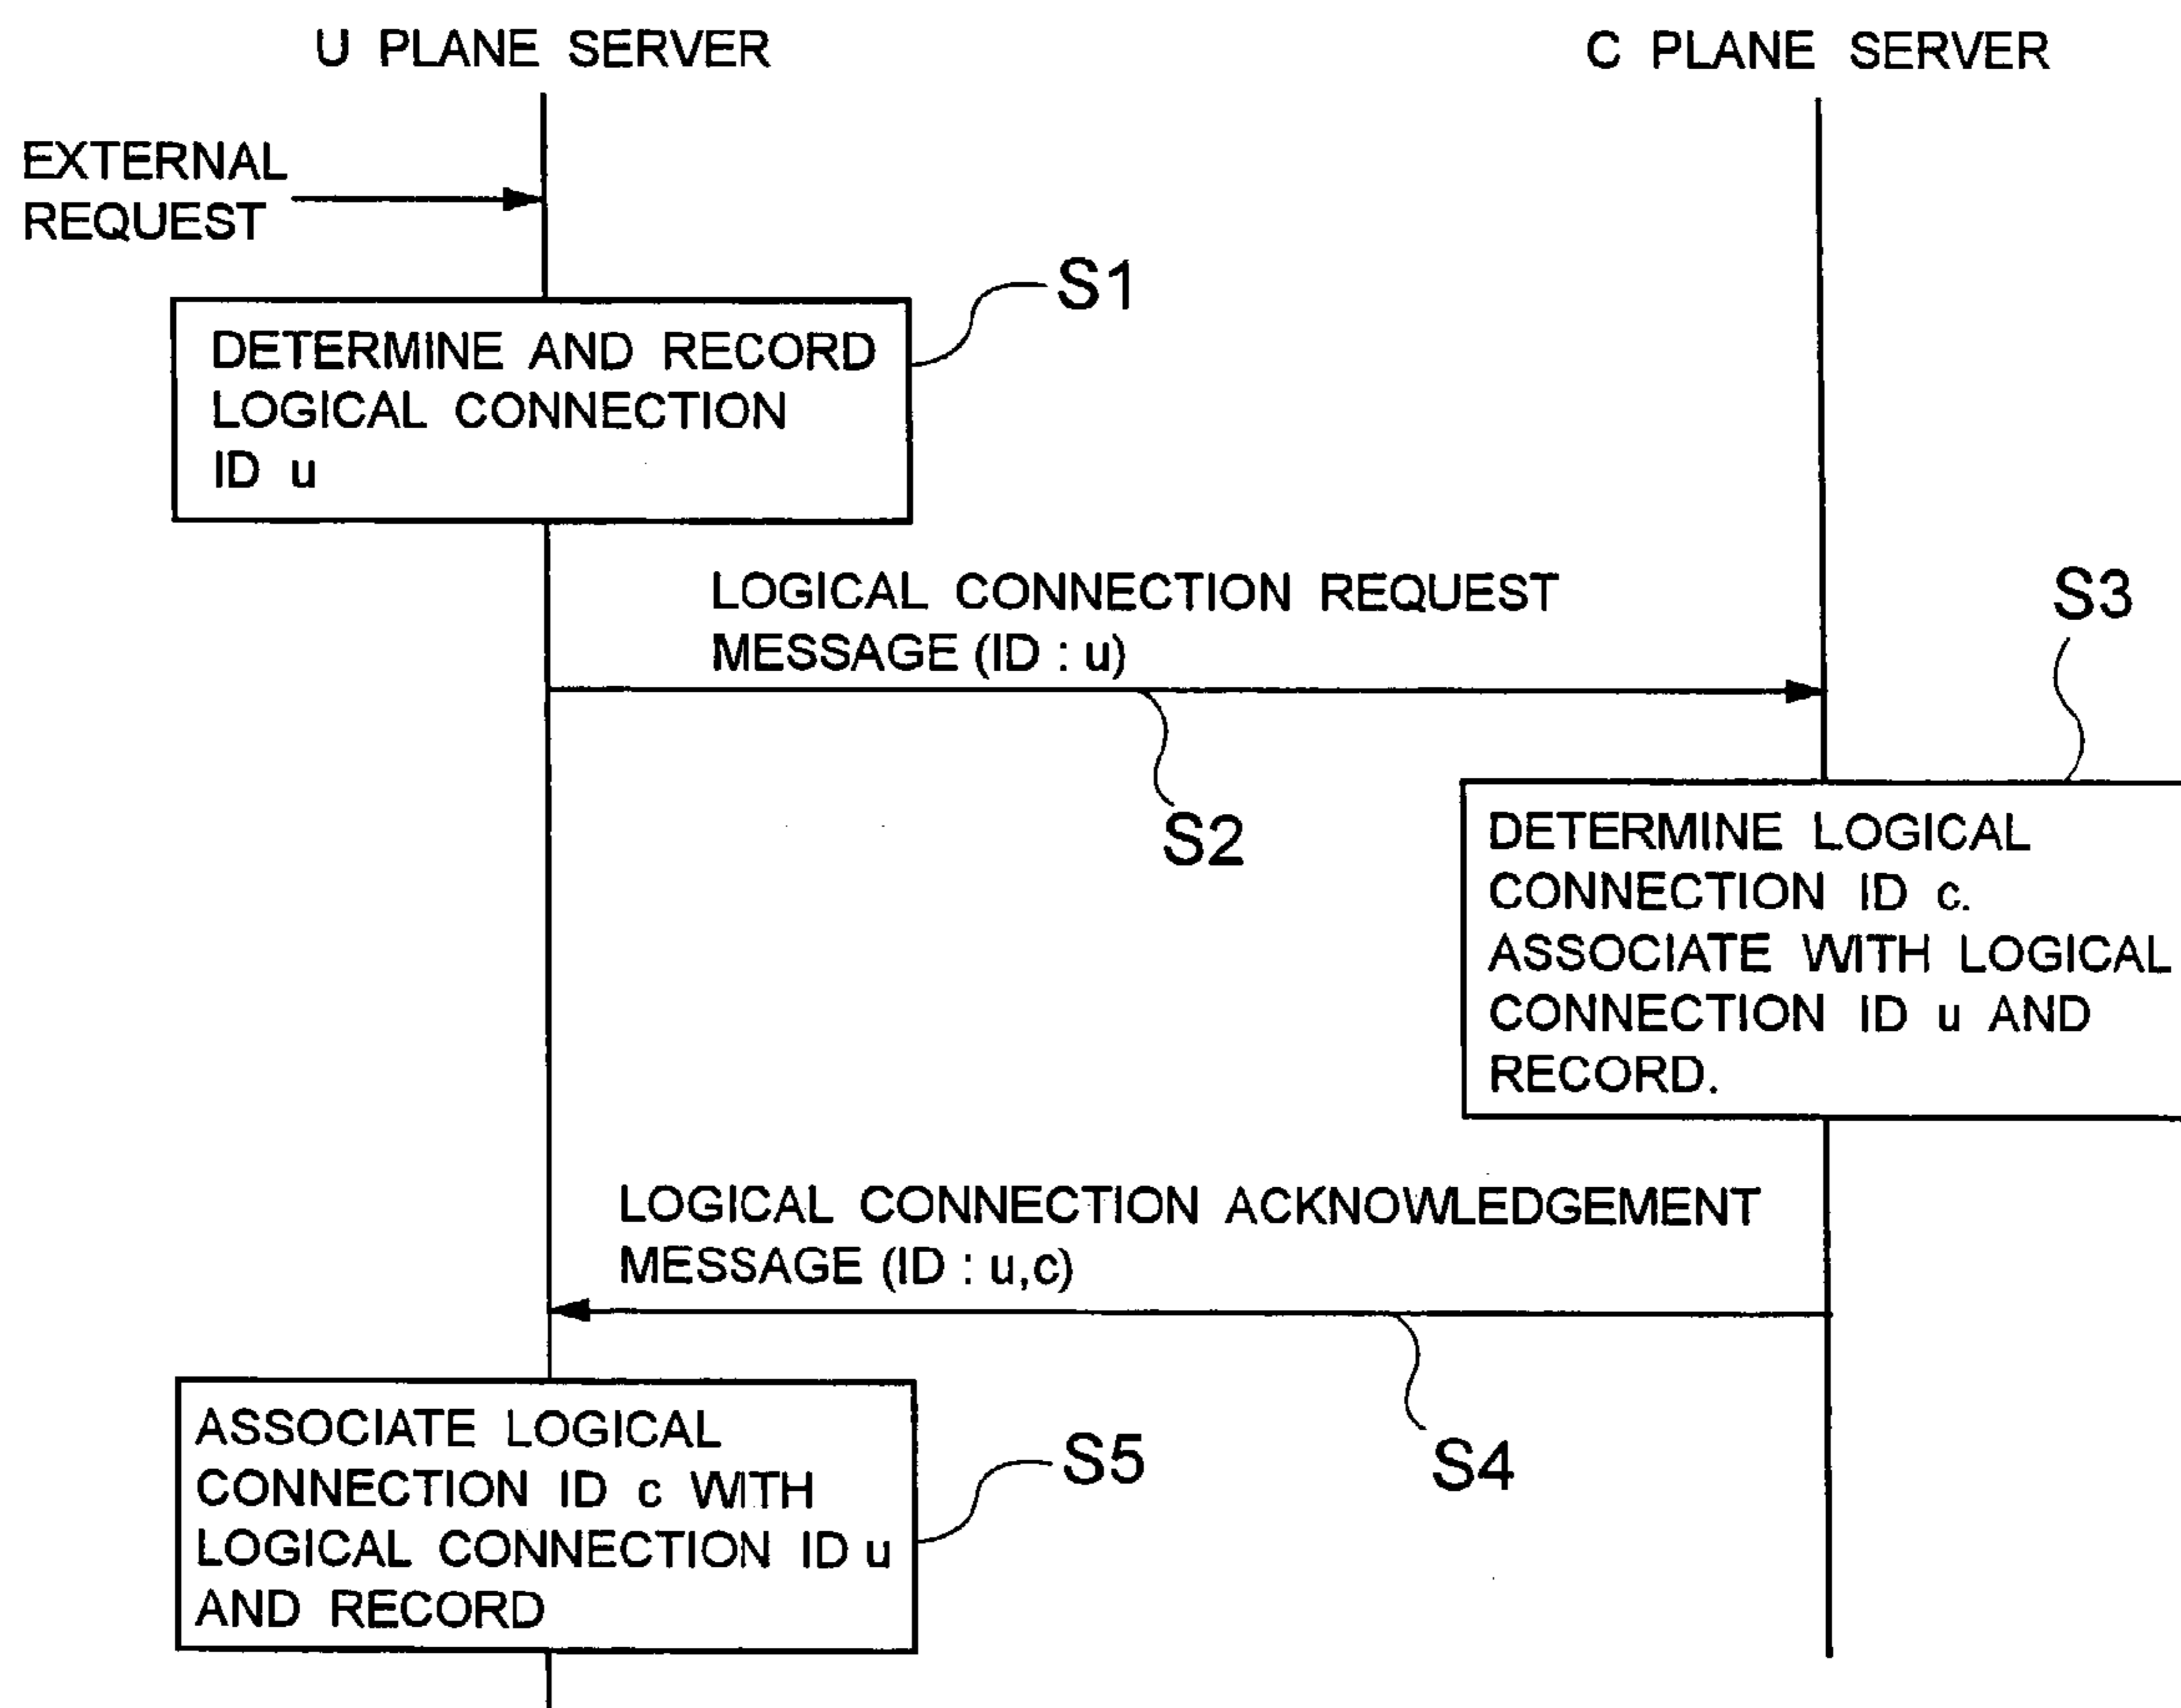 U PLANE SERVER
C PLANE SERVER
EXTERNAL
REQUEST
S1
DETERMINE AND RECORD
LOGICAL CONNECTION
ID u
LOGICAL CONNECTION REQUEST
MESSAGE (ID : u)
S2
S3
DETERMINE LOGICAL
CONNECTION ID c.
ASSOCIATE WITH LOGICAL
CONNECTION ID u AND
RECORD.
LOGICAL CONNECTION ACKNOWLEDGEMENT
MESSAGE (ID : u,c)
S4
ASSOCIATE LOGICAL
CONNECTION ID c WITH
LOGICAL CONNECTION ID u
AND RECORD
S5